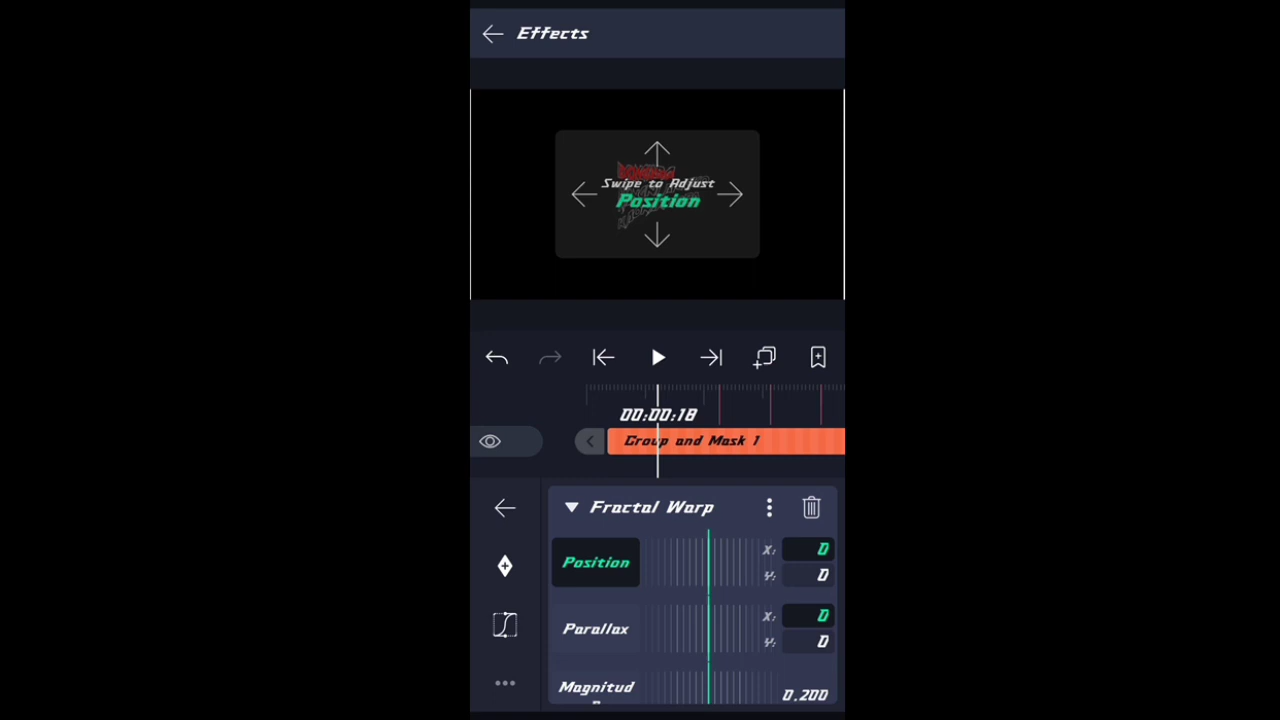 Effects
Swipe to Adjust
Position
00:00:18
Group and Mask 1
Fractal Warp
Position
X: 0
Y: 0
Parallax
X: 0
Y: 0
Magnitud
0.200